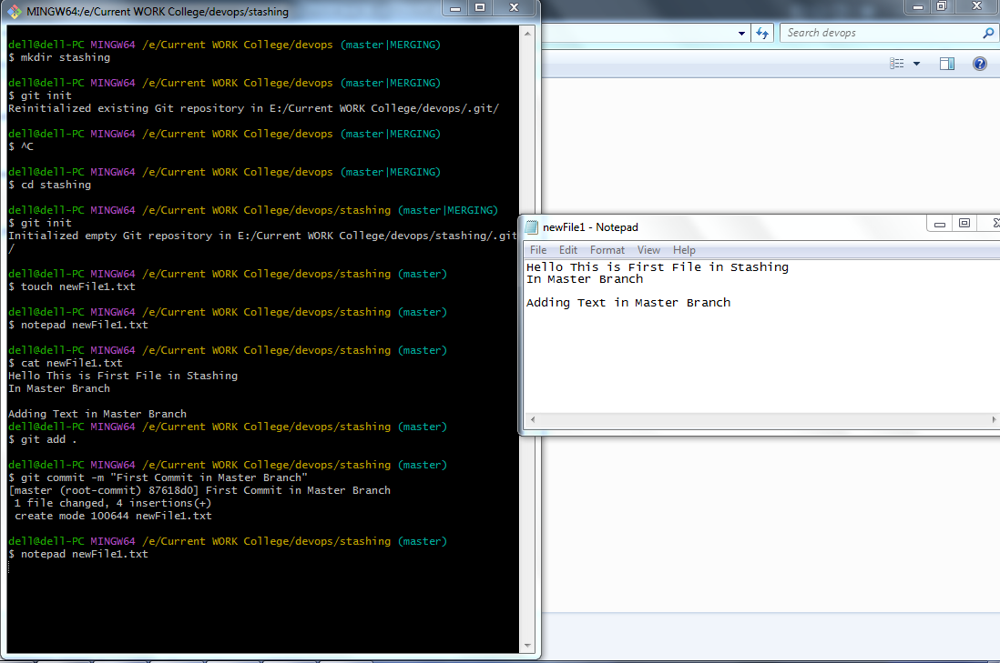 MINGW64:/e/Current WORK College/devops/stashing
dell@dell-PC MINGW64 /e/Current WORK College/devops (master|MERGING)
$ mkdir stashing
dell@dell-PC MINGW64 /e/Current WORK College/devops (master|MERGING)
$ git init
Reinitialized existing Git repository in E:/Current WORK College/devops/.git/
dell@dell-PC MINGW64 /e/Current WORK College/devops (master|MERGING)
$ ^C
dell@dell-PC MINGW64 /e/Current WORK College/devops (master|MERGING)
$ cd stashing
dell@dell-PC MINGW64 /e/Current WORK College/devops/stashing (master|MERGING)
$ git init
Initialized empty Git repository in E:/Current WORK College/devops/stashing/.git
/
dell@dell-PC MINGW64 /e/Current WORK College/devops/stashing (master)
$ touch newFile1.txt
dell@dell-PC MINGW64 /e/Current WORK College/devops/stashing (master)
$ notepad newFile1.txt
dell@dell-PC MINGW64 /e/Current WORK College/devops/stashing (master)
$ cat newFile1.txt
Hello This is First File in Stashing
In Master Branch
Adding Text in Master Branch
dell@dell-PC MINGW64 /e/Current WORK College/devops/stashing (master)
$ git add .
dell@dell-PC MINGW64 /e/Current WORK College/devops/stashing (master)
$ git commit -m "First Commit in Master Branch"
[master (root-commit) 87618d0] First Commit in Master Branch
 1 file changed, 4 insertions(+)
 create mode 100644 newFile1.txt
dell@dell-PC MINGW64 /e/Current WORK College/devops/stashing (master)
$ notepad newFile1.txt
Search devops
newFile1 - Notepad
File Edit Format View Help
Hello This is First File in Stashing
In Master Branch
Adding Text in Master Branch